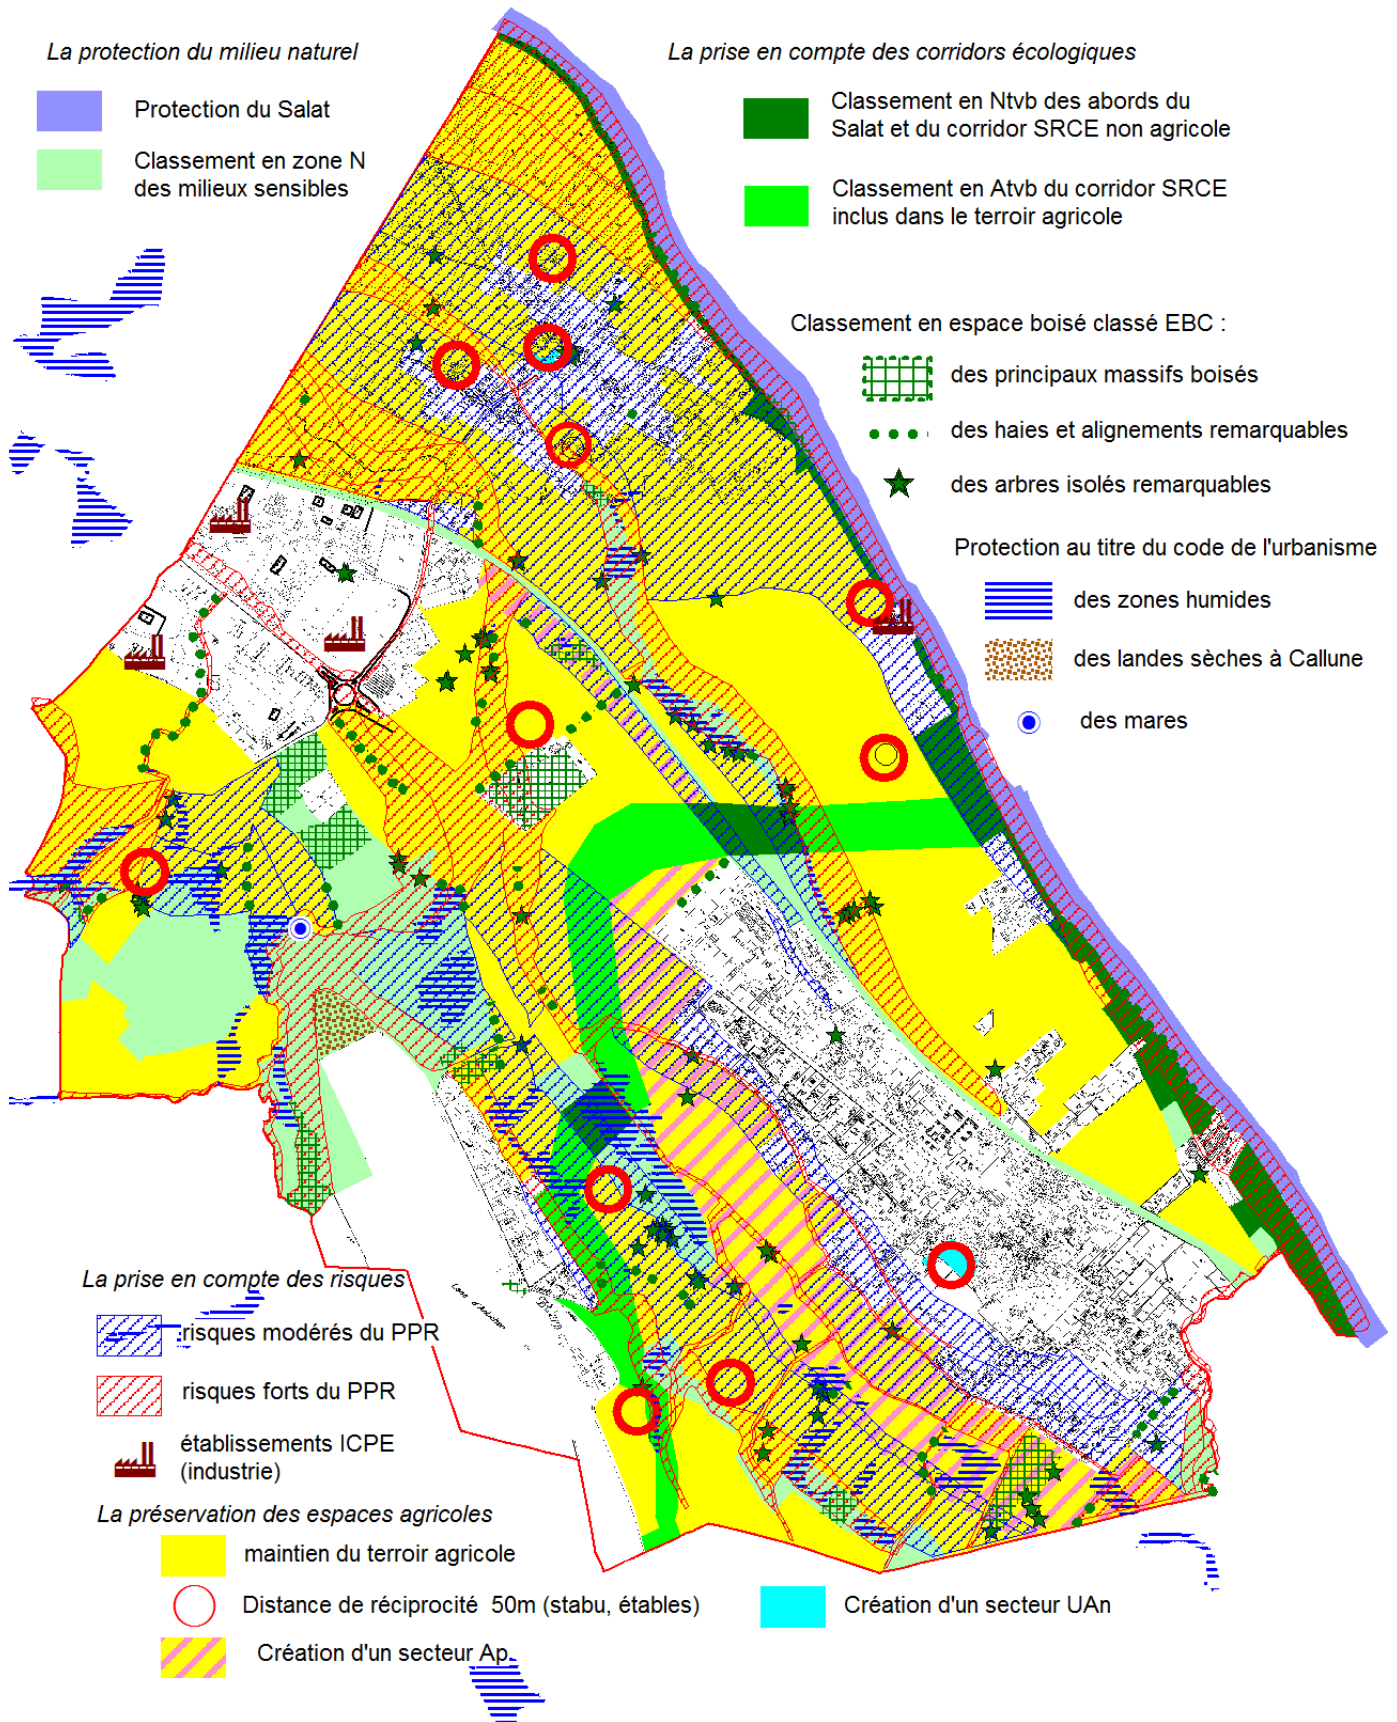 La protection du milieu naturel
Protection du Salat
Classement en zone N
des milieux sensibles
La prise en compte des corridors écologiques
Classement en Ntvb des abords du
Salat et du corridor SRCE non agricole
Classement en Atvb du corridor SRCE
inclus dans le terroir agricole
Classement en espace boisé classé EBC :
des principaux massifs boisés
des haies et alignements remarquables
des arbres isolés remarquables
Protection au titre du code de l'urbanisme
des zones humides
des landes sèches à Callune
des mares
La prise en compte des risques
risques modérés du PPR
risques forts du PPR
établissements ICPE
(industrie)
La préservation des espaces agricoles
maintien du terroir agricole
Distance de réciprocité 50m (stabu, étables)
Création d'un secteur UAn
Création d'un secteur Ap